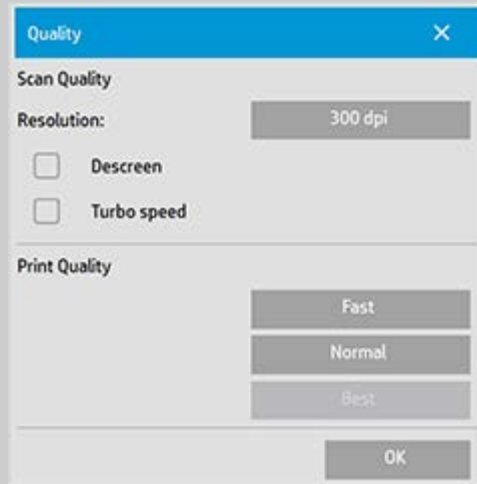 Quality
Scan Quality
Resolution: 300 dpi
Descreen
Turbo speed
Print Quality
Fast
Normal
Best
OK